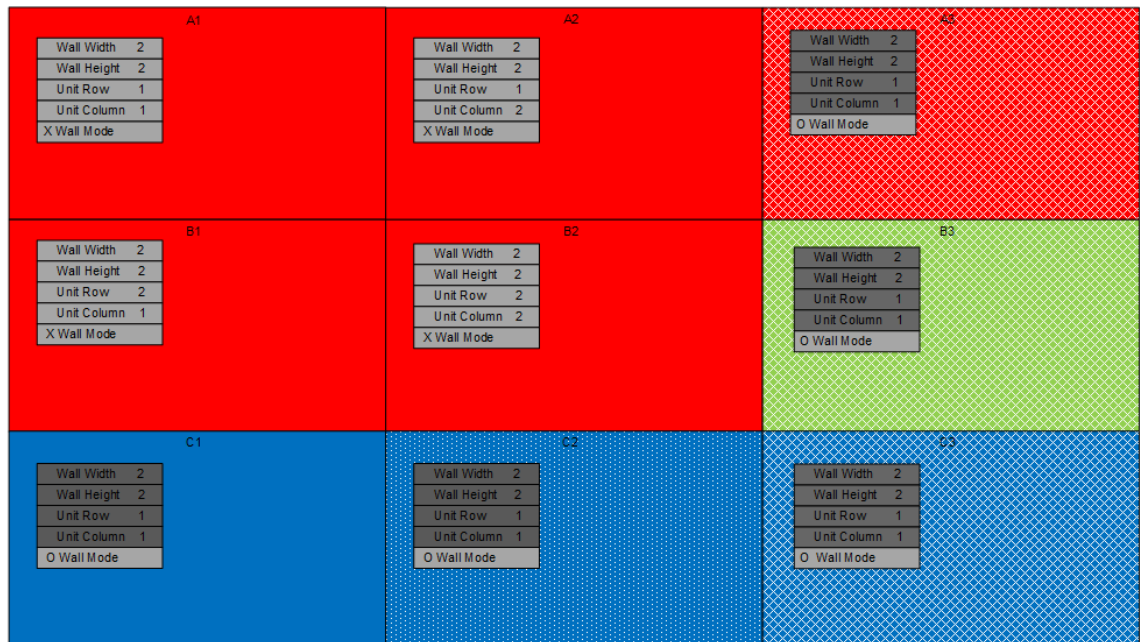 A1
Wall Width 2
Wall Height 2
Unit Row 1
Unit Column 1
X Wall Mode
A2
Wall Width 2
Wall Height 2
Unit Row 1
Unit Column 2
X Wall Mode
A3
Wall Width 2
Wall Height 2
Unit Row 1
Unit Column 1
O Wall Mode
B1
Wall Width 2
Wall Height 2
Unit Row 2
Unit Column 1
X Wall Mode
B2
Wall Width 2
Wall Height 2
Unit Row 2
Unit Column 2
X Wall Mode
B3
Wall Width 2
Wall Height 2
Unit Row 1
Unit Column 1
O Wall Mode
C1
Wall Width 2
Wall Height 2
Unit Row 1
Unit Column 1
O Wall Mode
C2
Wall Width 2
Wall Height 2
Unit Row 1
Unit Column 1
O Wall Mode
C3
Wall Width 2
Wall Height 2
Unit Row 1
Unit Column 1
O Wall Mode